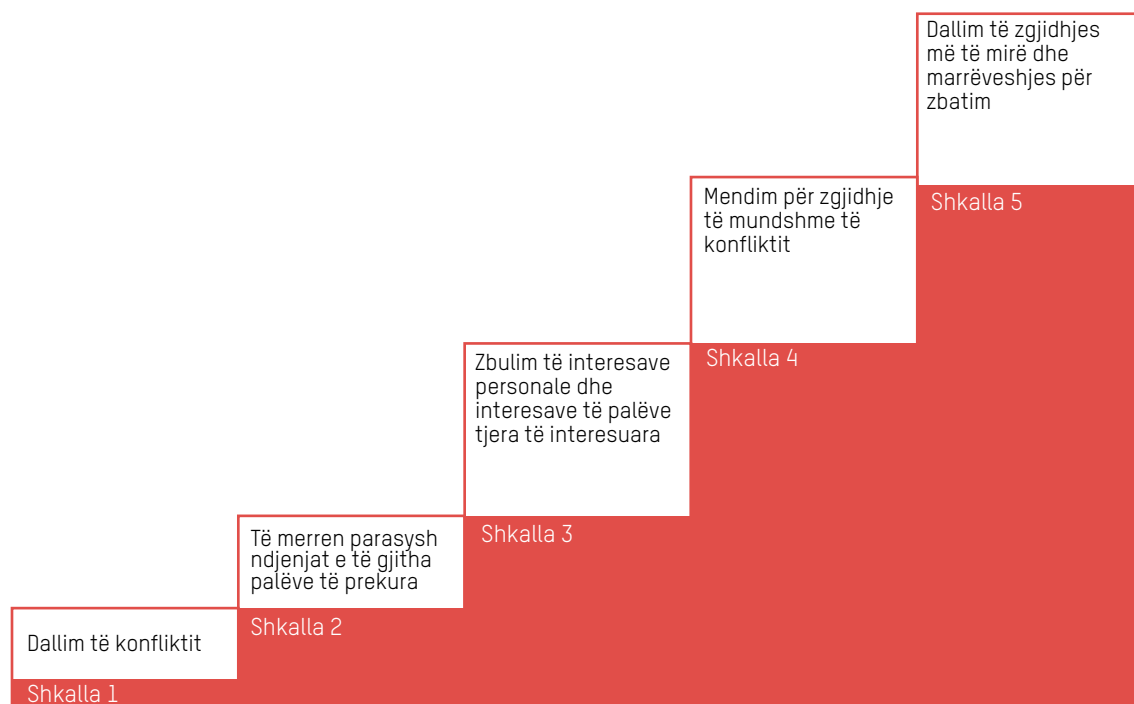 Dallim të zgjidhjes
më të mirë dhe
marrëveshjes për
zbatim
Shkalla 5
Mendim për zgjidhje
të mundshme të
konfliktit
Shkalla 4
Zbulim të interesave
personale dhe
interesave të palëve
tjera të interesuara
Shkalla 3
Të merren parasysh
ndjenjat e të gjitha
palëve të prekura
Shkalla 2
Dallim të konfliktit
Shkalla 1